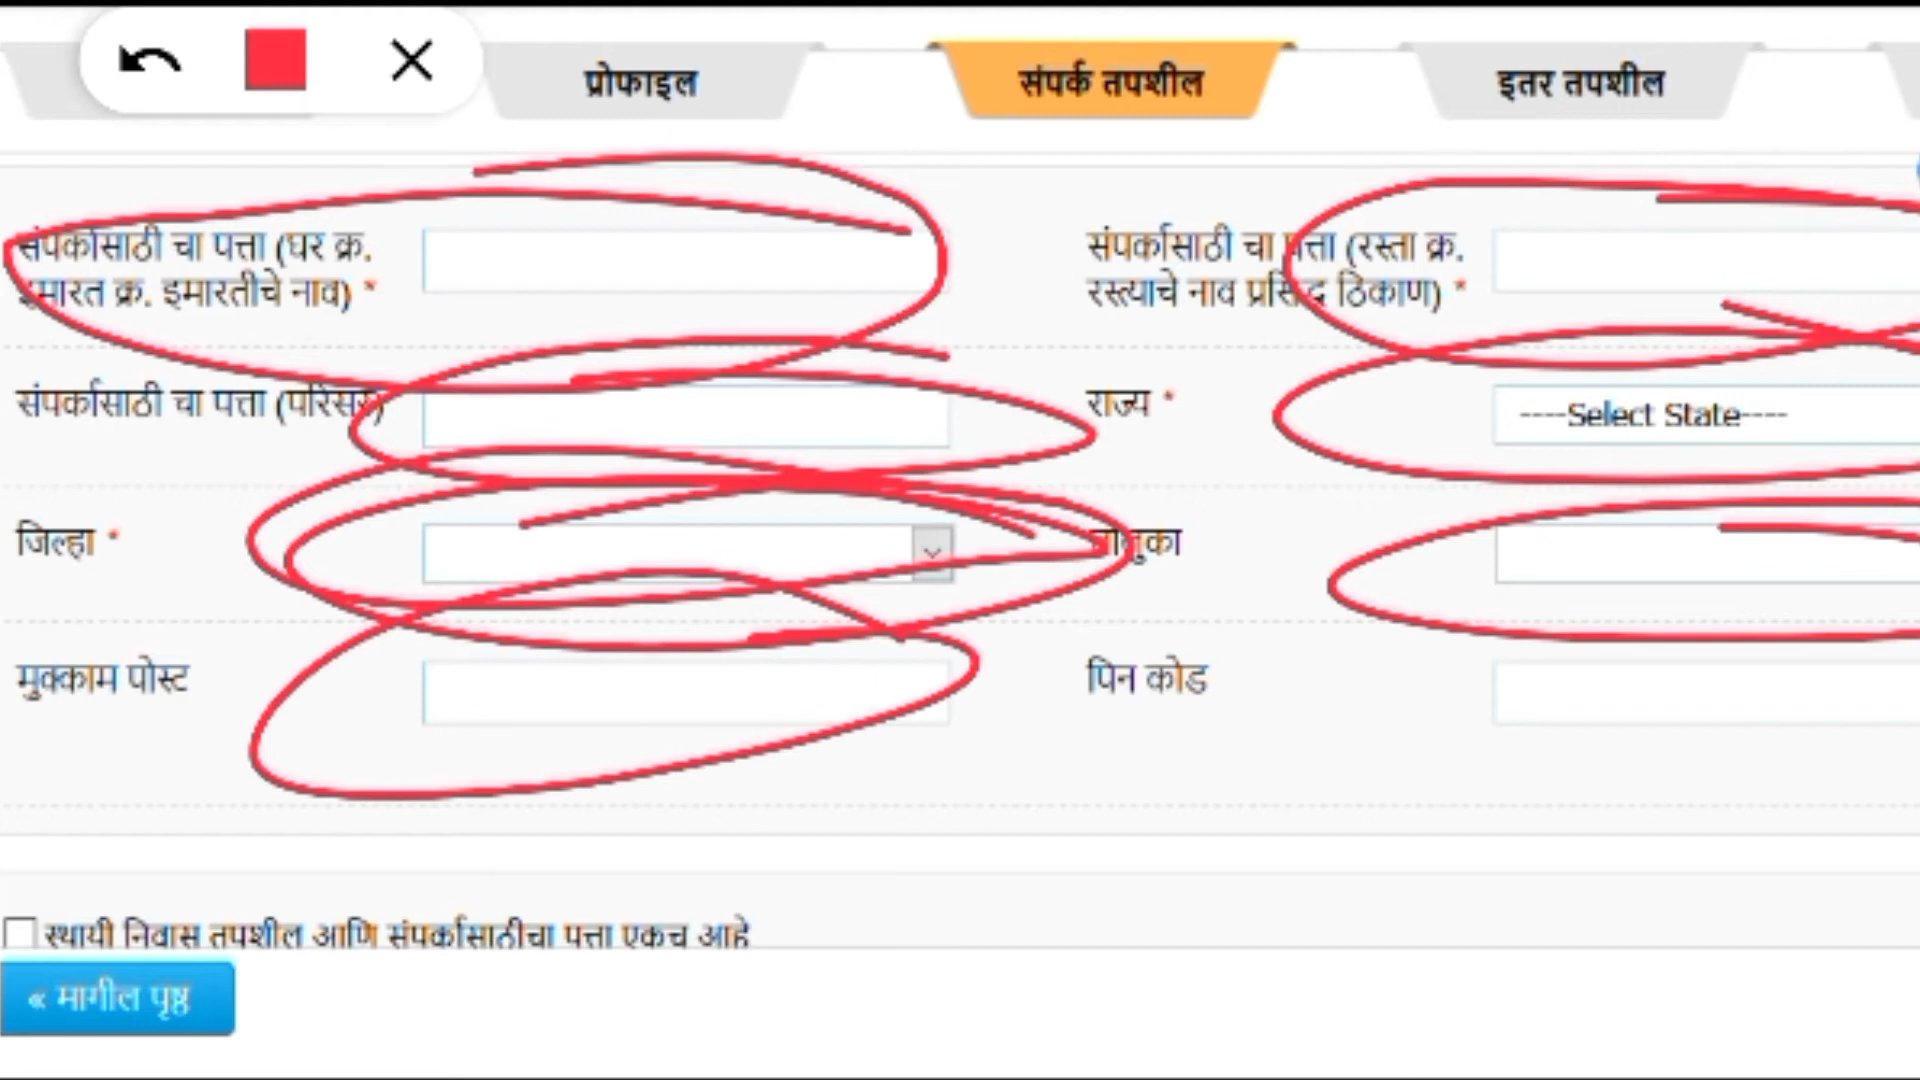 प्रोफाइल
संपर्क तपशील
इतर तपशील
संपर्कासाठी चा पत्ता (घर क्र.
इमारत क्र. इमारतीचे नाव) *
संपर्कासाठी चा पत्ता (रस्ता क्र.
रस्त्याचे नाव प्रसिद्ध ठिकाण) *
संपर्कासाठी चा पत्ता (परिसर)
राज्य *
----Select State----
जिल्हा *
तालुका
मुक्काम पोस्ट
पिन कोड
स्थायी निवास तपशील आणि संपर्कासाठीचा पत्ता एकच आहे
« मागील पृष्ठ